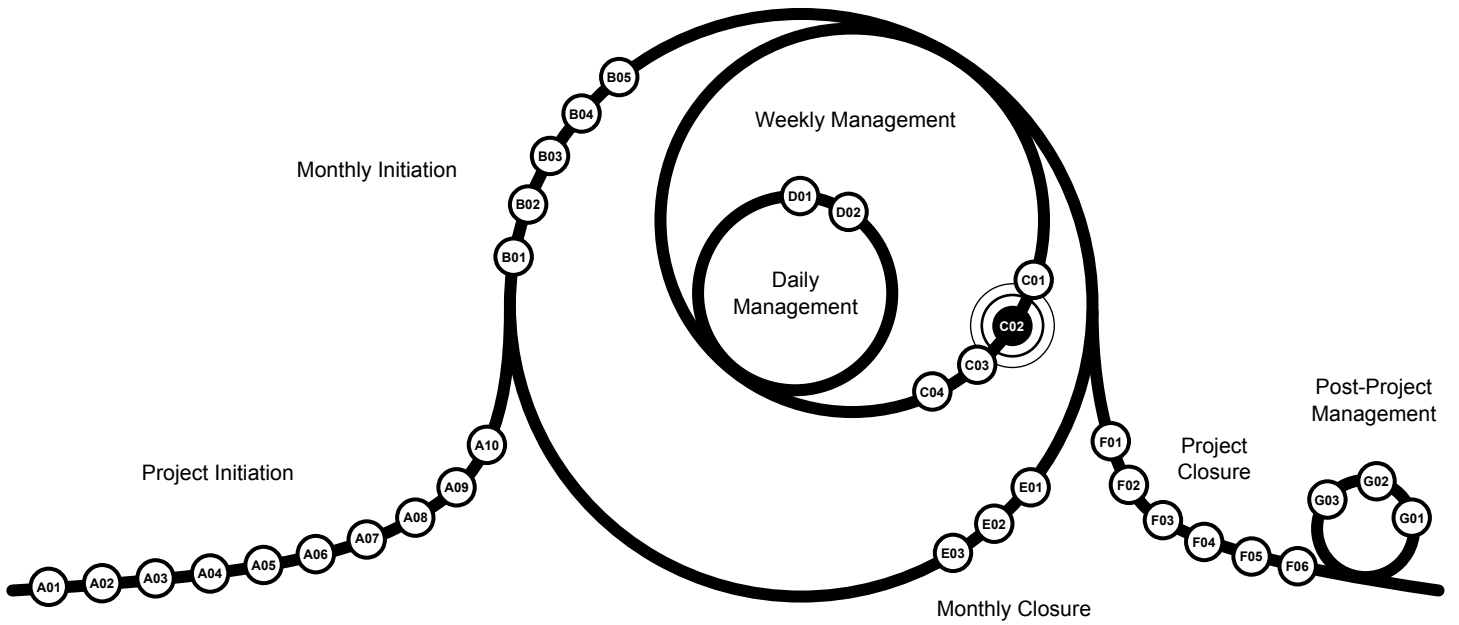 B05
B04
Weekly Management
B03
Monthly Initiation
D01
B02
D02
B01
C01
Daily
Management
C02
C03
Post-Project
Management
C04
A10
F01
Project
Closure
Project Initiation
A09
E01
F02
G02
G03
A08
E02
F03
G01
A07
F04
A06
E03
F05
A05
F06
A04
A03
A02
A01
Monthly Closure